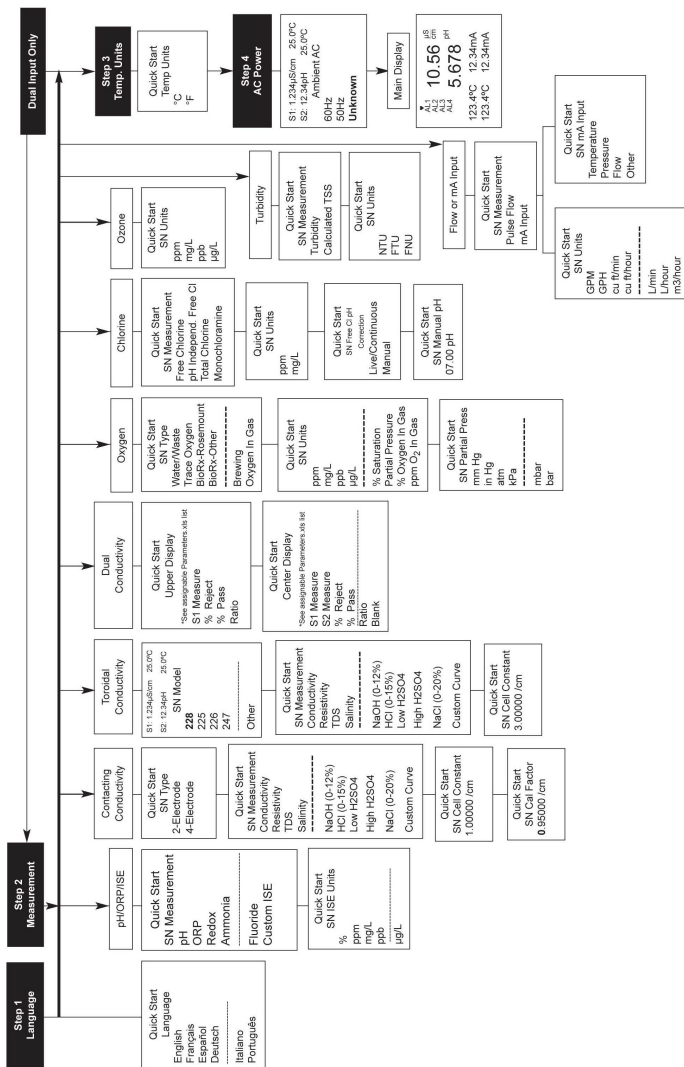 Step 1
Language
Quick Start
Language
English
Français
Español
Deutsch
Italiano
Português
Step 2
Measurement
pH/ORP/ISE
Quick Start
SN Measurement
pH
ORP
Redox
Ammonia
Fluoride
Custom ISE
Quick Start
SN ISE Units
%
ppm
mg/L
ppb
µg/L
Contacting
Conductivity
Quick Start
SN Type
2-Electrode
4-Electrode
Quick Start
SN Measurement
Conductivity
Resistivity
TDS
Salinity
NaOH (0-12%)
HCl (0-15%)
Low H2SO4
High H2SO4
NaCl (0-20%)
Custom Curve
Quick Start
SN Cell Constant
1.00000 /cm
Quick Start
SN Cal Factor
0.95000 /cm
Toroidal
Conductivity
S1: 1.234µS/cm 25.0ºC
S2: 12.34pH 25.0ºC
SN Model
228
225
226
247
Other
Quick Start
SN Measurement
Conductivity
Resistivity
TDS
Salinity
NaOH (0-12%)
HCl (0-15%)
Low H2SO4
High H2SO4
NaCl (0-20%)
Custom Curve
Quick Start
SN Cell Constant
3.00000 /cm
Dual
Conductivity
Quick Start
Upper Display
*See assignable Parameters.xls list
S1 Measure
% Reject
% Pass
Ratio
Quick Start
Center Display
*See assignable Parameters.xls list
S1 Measure
S2 Measure
% Reject
% Pass
Ratio
Blank
Oxygen
Quick Start
SN Type
Water/Waste
Trace Oxygen
BioRx-Rosemount
BioRx-Other
Brewing
Oxygen In Gas
Quick Start
SN Units
ppm
mg/L
ppb
µg/L
% Saturation
Partial Pressure
% Oxygen In Gas
ppm O2 In Gas
Quick Start
SN Partial Press
mm Hg
in Hg
atm
kPa
mbar
bar
Chlorine
Quick Start
SN Measurement
Free Chlorine
pH Independ. Free Cl
Total Chlorine
Monochloramine
Quick Start
SN Units
ppm
mg/L
Quick Start
SN Free Cl pH
Correction
Live/Continuous
Manual
Quick Start
SN Manual pH
07.00 pH
Ozone
Quick Start
SN Units
ppm
mg/L
ppb
µg/L
Turbidity
Quick Start
SN Measurement
Turbidity
Calculated TSS
Quick Start
SN Units
NTU
FTU
FNU
Flow or mA Input
Quick Start
SN Measurement
Pulse Flow
mA Input
Quick Start
SN Units
GPM
GPH
cu ft/min
cu ft/hour
L/min
L/hour
m3/hour
Quick Start
SN mA Input
Temperature
Pressure
Flow
Other
Dual Input Only
Step 3
Temp. Units
Quick Start
Temp Units
°C
°F
Step 4
AC Power
S1: 1.234µS/cm 25.0ºC
S2: 12.34pH 25.0ºC
Ambient AC
60Hz
50Hz
Unknown
Main Display
AL1
AL2
AL3
AL4
10.56 µS
cm
5.678 pH
123.4ºC 12.34mA
123.4ºC 12.34mA